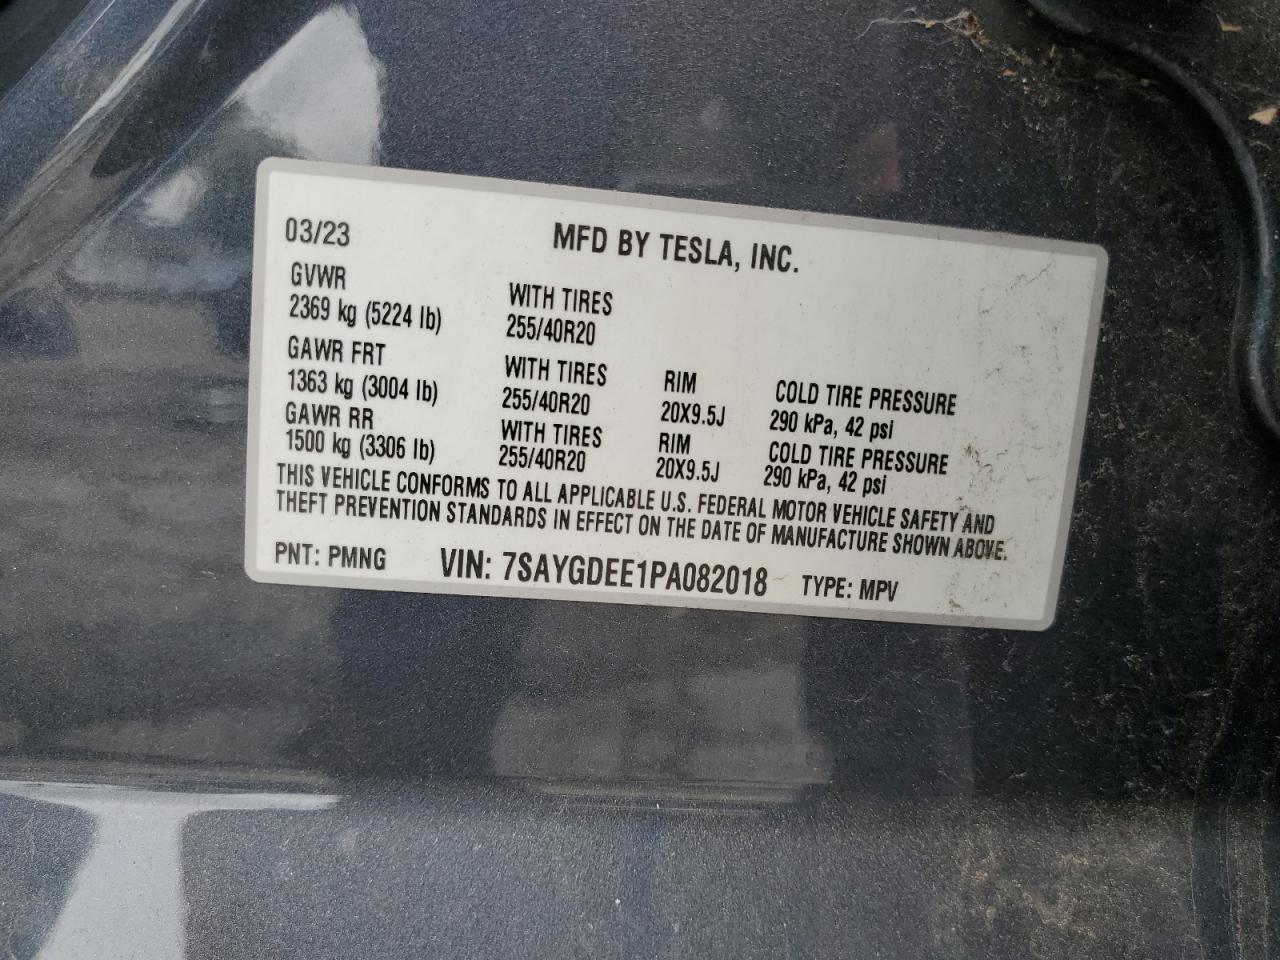 03/23 MFD BY TESLA, INC.
GVWR
2369 kg (5224 lb) WITH TIRES
255/40R20
GAWR FRT
1363 kg (3004 lb) WITH TIRES
255/40R20 RIM
20X9.5J COLD TIRE PRESSURE
290 kPa, 42 psi
GAWR RR
1500 kg (3306 lb) WITH TIRES
255/40R20 RIM
20X9.5J COLD TIRE PRESSURE
290 kPa, 42 psi
THIS VEHICLE CONFORMS TO ALL APPLICABLE U.S. FEDERAL MOTOR VEHICLE SAFETY AND
THEFT PREVENTION STANDARDS IN EFFECT ON THE DATE OF MANUFACTURE SHOWN ABOVE.
PNT: PMNG VIN: 7SAYGDEE1PA082018 TYPE: MPV